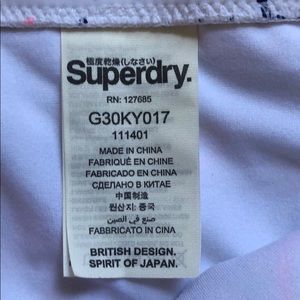 極度乾燥(しなさい)
Superdry.
RN: 127685
G30KY017
111401
MADE IN CHINA
FABRIQUÉ EN CHINE
FABRICADO EN CHINA
СДЕЛАНО В КИТАЕ
中国制造
원산지: 중국
صنع في الصين
FABBRICATO IN CINA
BRITISH DESIGN.
SPIRIT OF JAPAN.